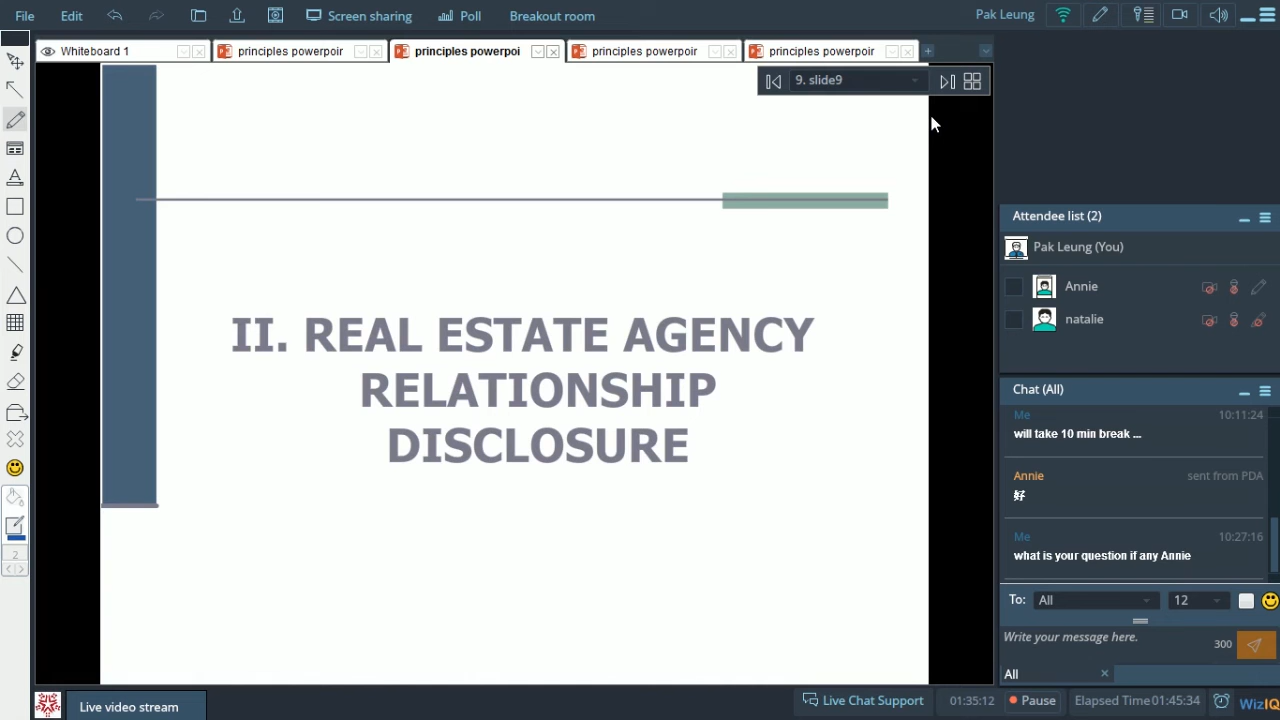 File Edit Screen sharing Poll Breakout room Pak Leung
Whiteboard 1 principles powerpoir principles powerpoi principles powerpoir principles powerpoir
9. slide9
II. REAL ESTATE AGENCY
RELATIONSHIP
DISCLOSURE
Attendee list (2)
Pak Leung (You)
Annie
natalie
Chat (All)
Me 10:11:24
will take 10 min break ...
Annie sent from PDA
好
Me 10:27:16
what is your question if any Annie
To: All 12
Write your message here. 300
All
2
Live video stream Live Chat Support 01:35:12 Pause Elapsed Time 01:45:34 WizIQ